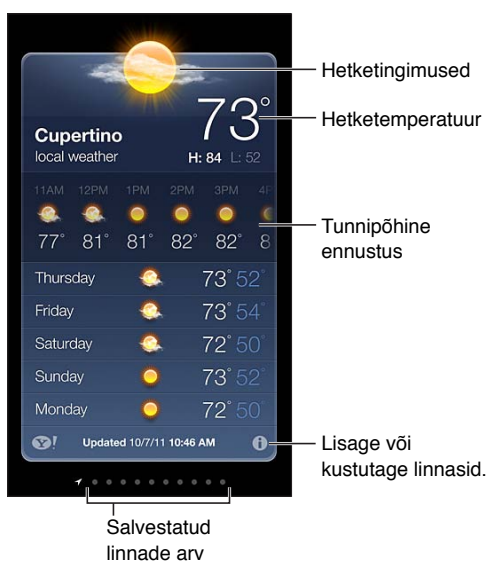 Hetketingimused
73°
Hetketemperatuur
Cupertino
local weather
H: 84 L: 52
11AM 12PM 1PM 2PM 3PM 4P
77° 81° 81° 82° 82° 8
Tunnipõhine
ennustus
Thursday 73° 52°
Friday 73° 54°
Saturday 72° 50°
Sunday 73° 52°
Monday 72° 50°
Y! Updated 10/7/11 10:46 AM i
Lisage või
kustutage linnasid.
Salvestatud
linnade arv